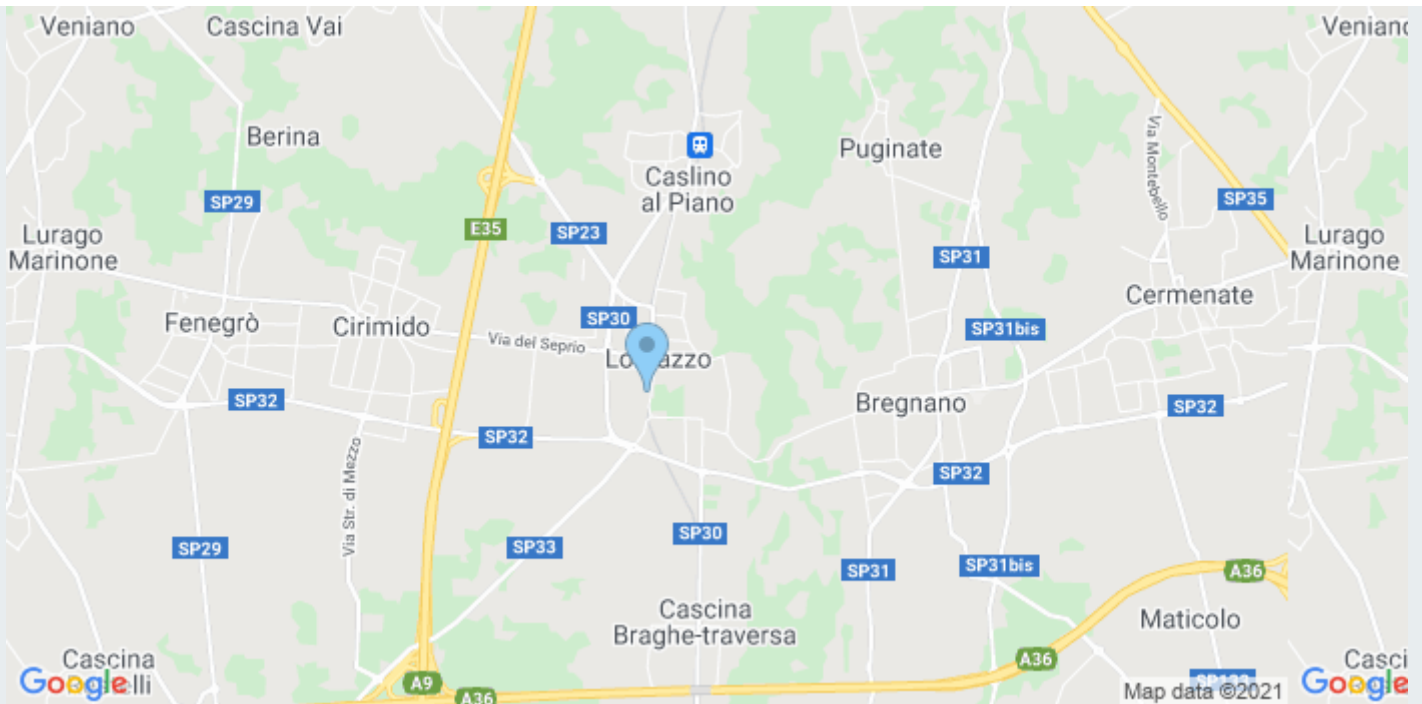 Veniano
Cascina Vai
Venian
Berina
Caslino
al Piano
Puginate
Via Montebello
SP29
E35
SP23
SP31
SP35
Lurago
Marinone
Lurago
Marinone
Fenegrò
Cirimido
Via del Seprio
SP30
SP31bis
Cermenate
SP32
Bregnano
SP32
SP32
SP32
Via Str. di Mezzo
SP29
SP33
SP30
SP31
SP31bis
A36
Cascina
Braghe-traversa
Maticolo
Cascina
elli
Google
A9
A36
A36
Map data ©2021
Casci
Google